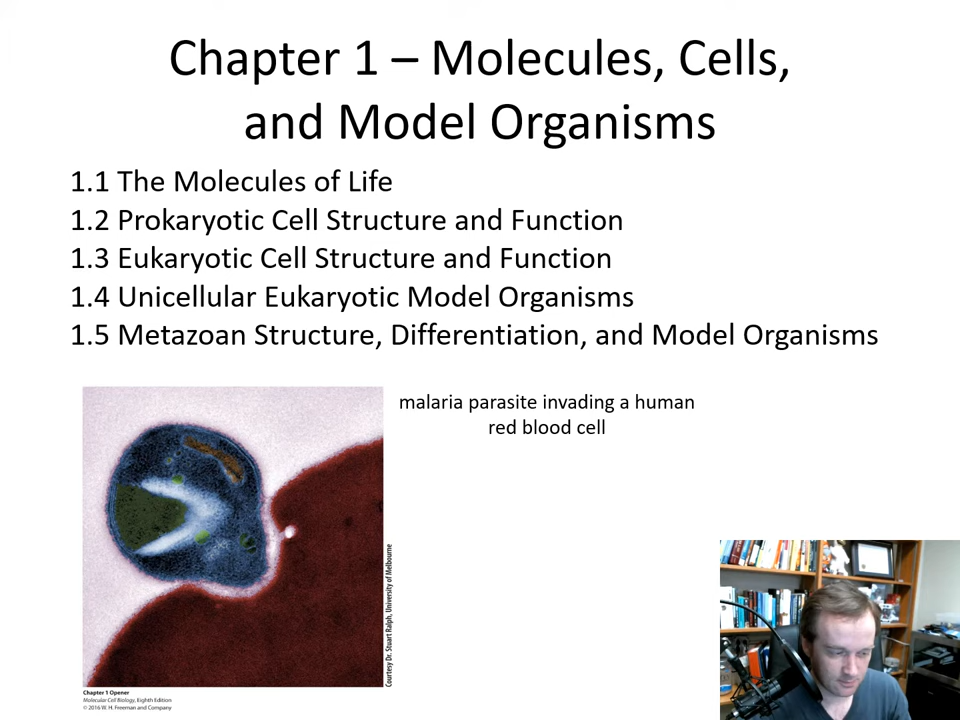 Chapter 1 – Molecules, Cells,
and Model Organisms
1.1 The Molecules of Life
1.2 Prokaryotic Cell Structure and Function
1.3 Eukaryotic Cell Structure and Function
1.4 Unicellular Eukaryotic Model Organisms
1.5 Metazoan Structure, Differentiation, and Model Organisms
malaria parasite invading a human
red blood cell
Courtesy Dr. Stuart Ralph, University of Melbourne
Chapter 1 Opener
Molecular Cell Biology, Eighth Edition
© 2016 W. H. Freeman and Company